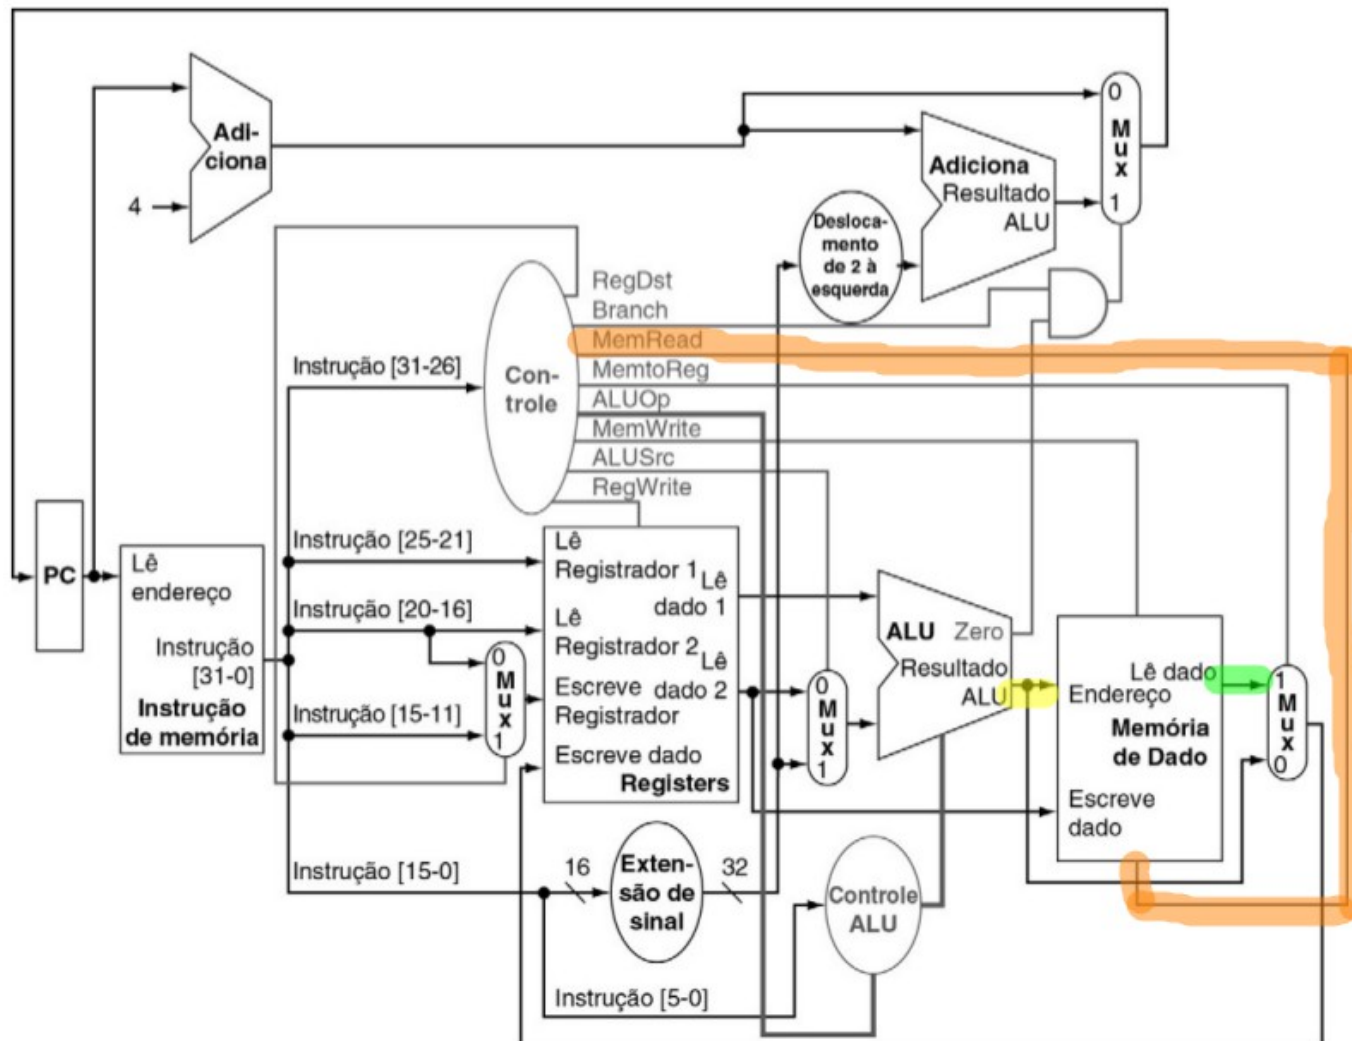 0
M
u
x
1
Adi-
ciona
4
Adiciona
Resultado
ALU
Desloca-
mento
de 2 à
esquerda
RegDst
Branch
MemRead
MemtoReg
ALUOp
MemWrite
ALUSrc
RegWrite
Con-
trole
Instrução [31-26]
PC
Lê
endereço
Instrução
[31-0]
Instrução
de memória
Instrução [25-21]
Instrução [20-16]
Instrução [15-11]
0
M
u
x
1
Lê
Registrador 1
Lê
dado 1
Lê
Registrador 2
Lê
dado 2
Escreve
Registrador
Escreve dado
Registers
0
M
u
x
1
ALU
Zero
Resultado
ALU
Lê dado
Endereço
Memória
de Dado
Escreve
dado
1
M
u
x
0
Instrução [15-0]
16
Exten-
são de
sinal
32
Controle
ALU
Instrução [5-0]